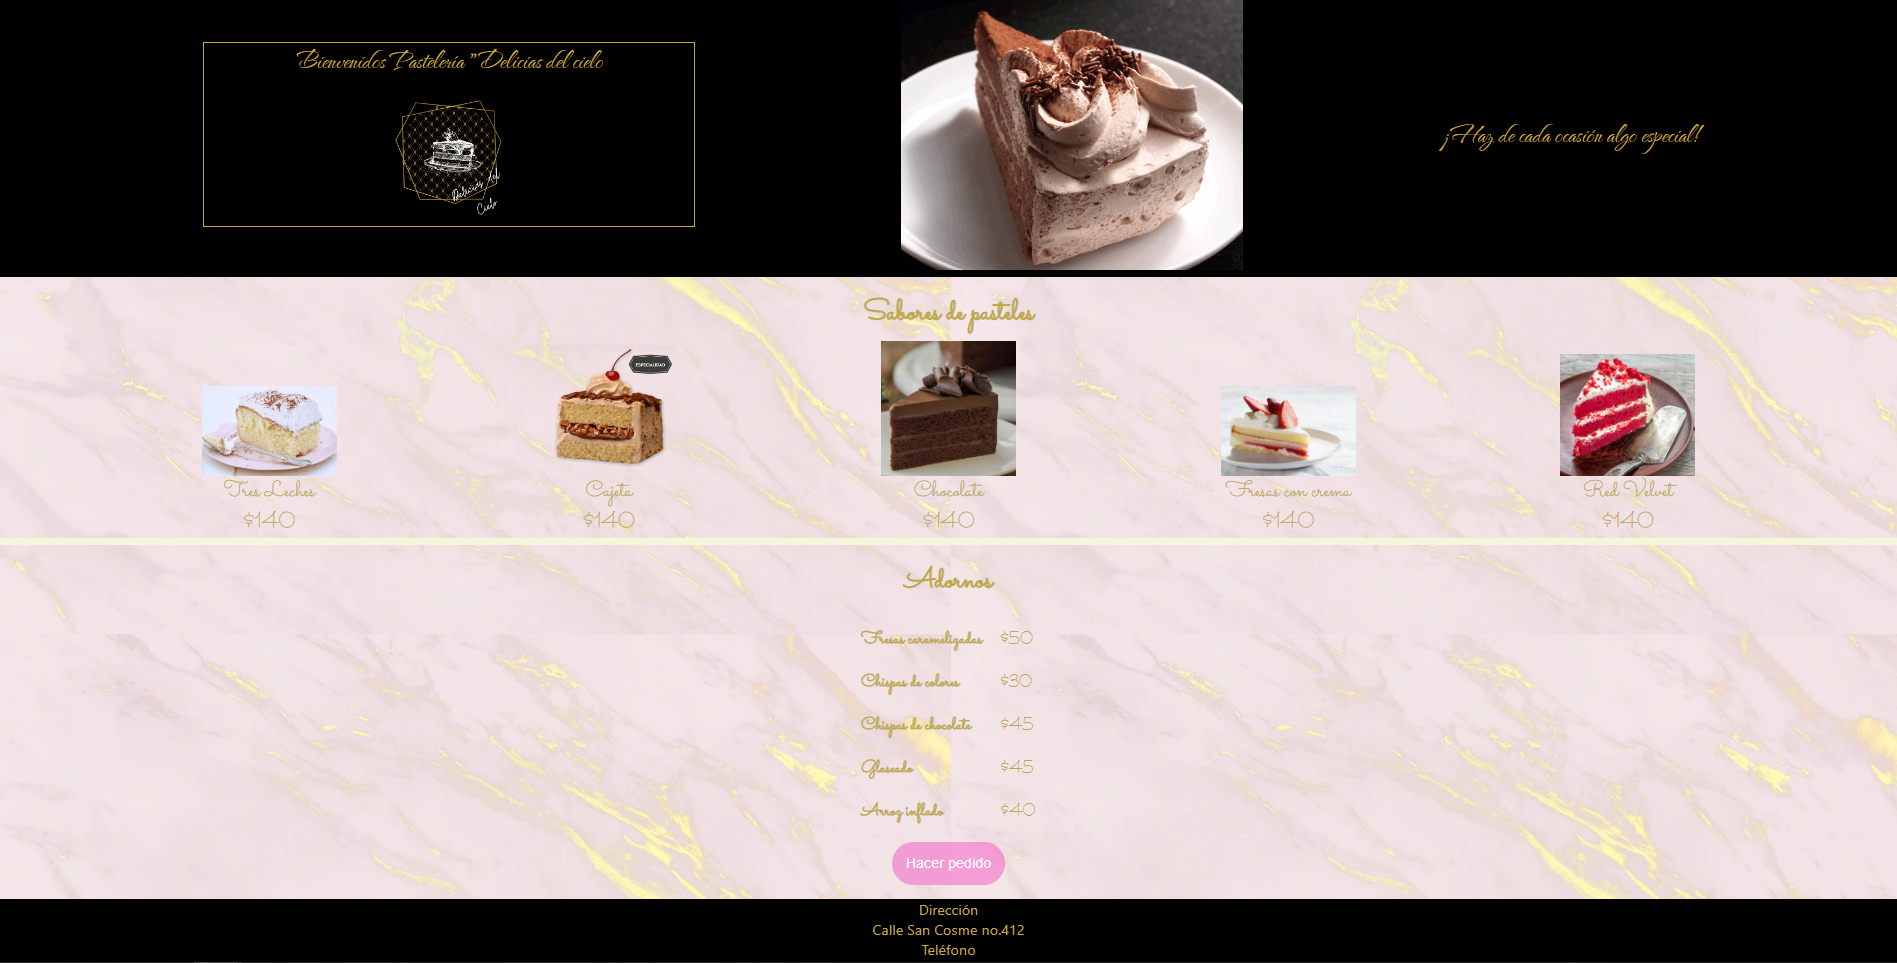 Bienvenidos Pastelería "Delicias del cielo
Delicias del
Cielo
¡Haz de cada ocasión algo especial!
Sabores de pasteles
ESPECIALIDAD
Tres Leches
$140
Cajeta
$140
Chocolate
$140
Fresas con crema
$140
Red Velvet
$140
Adornos
Fresas caramelizadas $50
Chispas de colores $30
Chispas de chocolate $45
Glaseado $45
Arroz inflado $40
Hacer pedido
Dirección
Calle San Cosme no.412
Teléfono